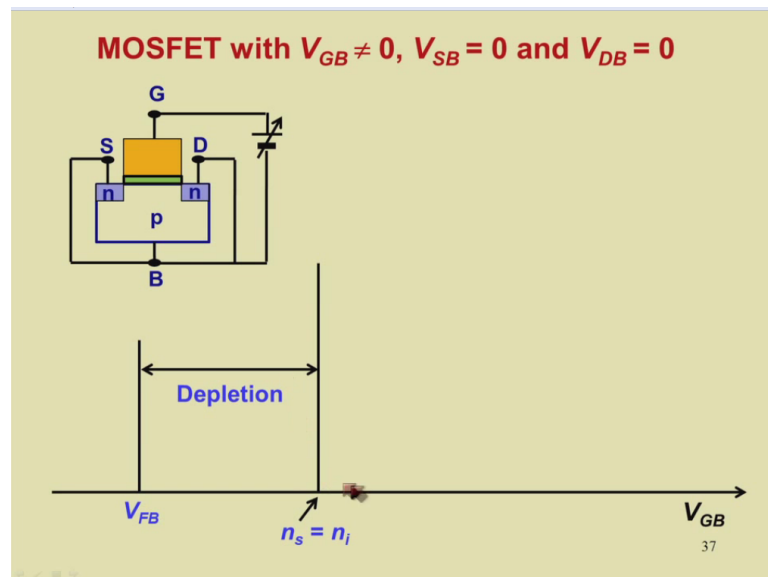 MOSFET with V_GB ≠ 0, V_SB = 0 and V_DB = 0
G
S D
n n
p
B
Depletion
V_FB
n_s = n_i
V_GB
37